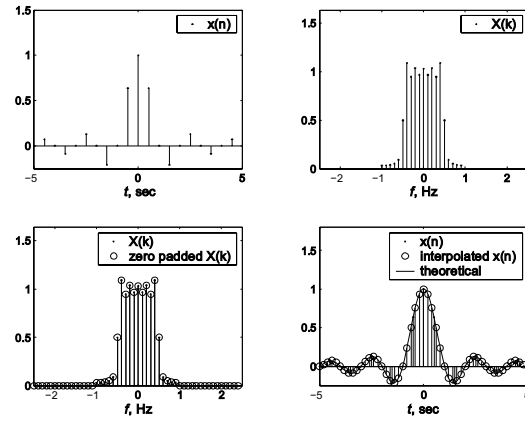 x(n)
1.5
1
0.5
0
−5 0 5
t, sec
X(k)
1.5
1
0.5
0
−2 −1 0 1 2
f, Hz
X(k)
zero padded X(k)
1.5
1
0.5
0
−2 −1 0 1 2
f, Hz
x(n)
interpolated x(n)
theoretical
1.5
1
0.5
0
−5 0 5
t, sec